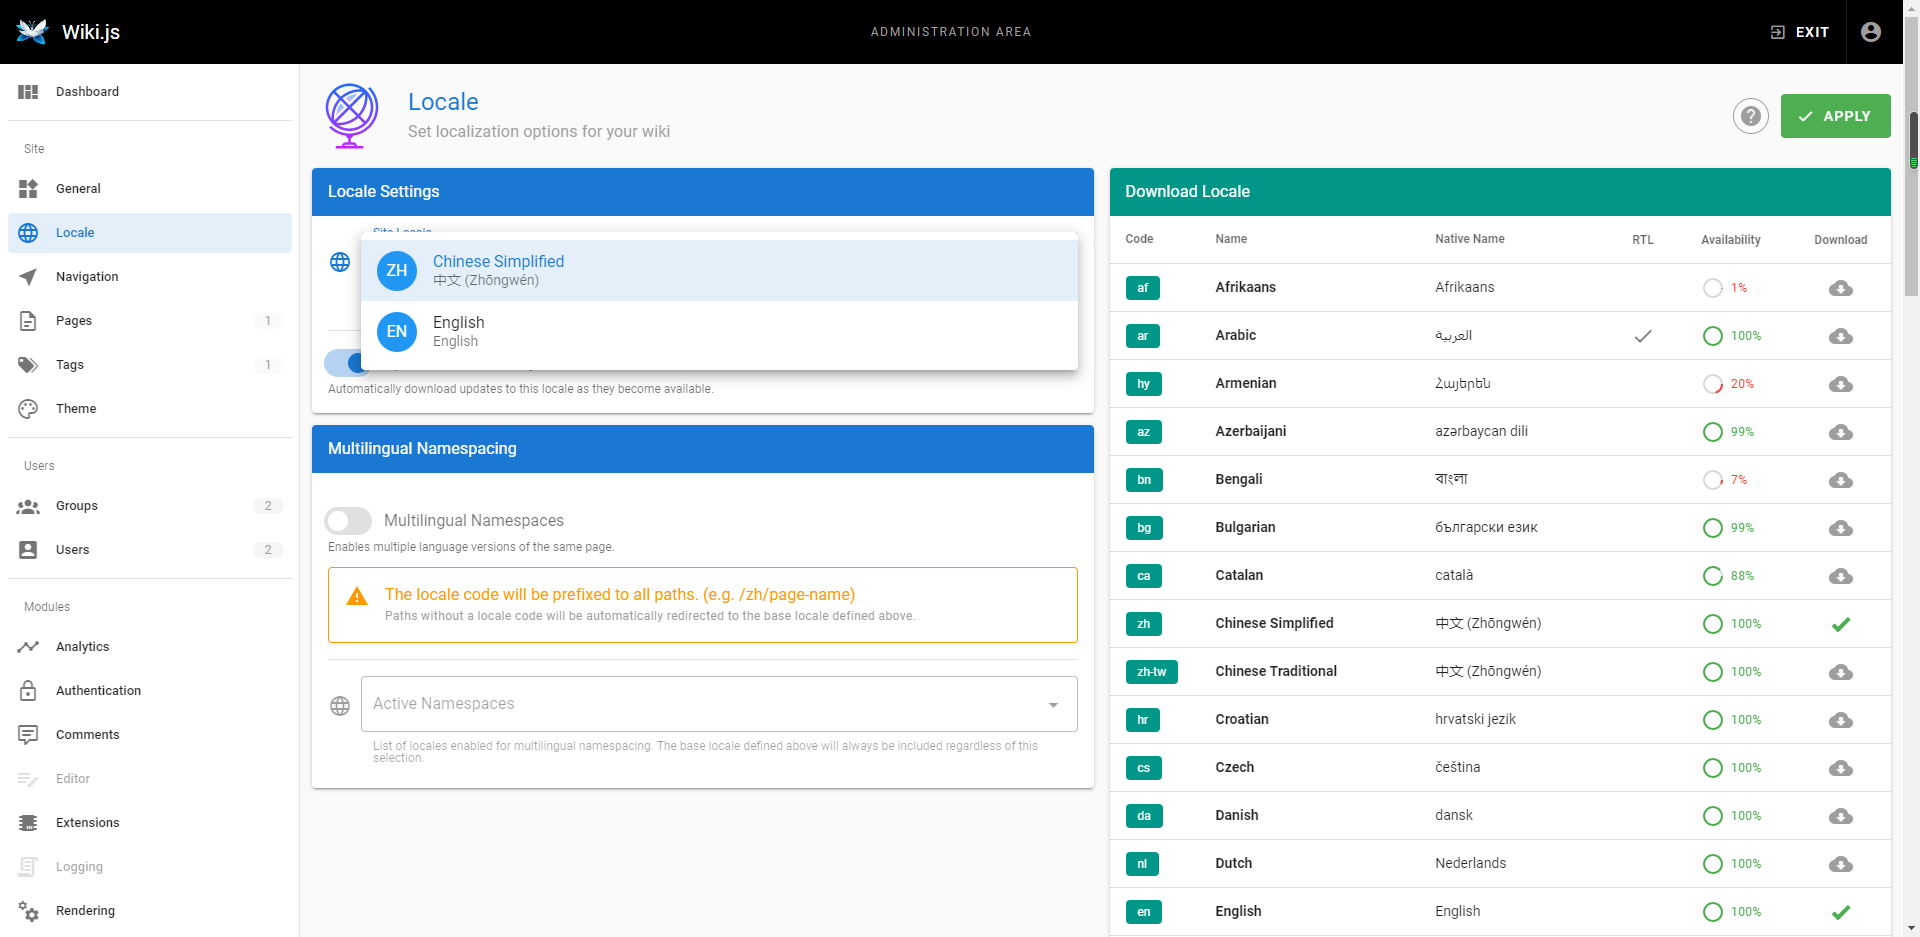 Wiki.js
ADMINISTRATION AREA
EXIT
Dashboard
Site
General
Locale
Navigation
Pages 1
Tags 1
Theme
Users
Groups 2
Users 2
Modules
Analytics
Authentication
Comments
Editor
Extensions
Logging
Rendering
Locale
Set localization options for your wiki
APPLY
Locale Settings
Site Locale
ZH Chinese Simplified
中文 (Zhōngwén)
EN English
English
Automatically download updates to this locale as they become available.
Multilingual Namespacing
Multilingual Namespaces
Enables multiple language versions of the same page.
The locale code will be prefixed to all paths. (e.g. /zh/page-name)
Paths without a locale code will be automatically redirected to the base locale defined above.
Active Namespaces
List of locales enabled for multilingual namespacing. The base locale defined above will always be included regardless of this
selection.
Download Locale
Code Name Native Name RTL Availability Download
af Afrikaans Afrikaans 1%
ar Arabic العربية 100%
hy Armenian Հայերեն 20%
az Azerbaijani azərbaycan dili 99%
bn Bengali বাংলা 7%
bg Bulgarian български език 99%
ca Catalan català 88%
zh Chinese Simplified 中文 (Zhōngwén) 100%
zh-tw Chinese Traditional 中文 (Zhōngwén) 100%
hr Croatian hrvatski jezik 100%
cs Czech čeština 100%
da Danish dansk 100%
nl Dutch Nederlands 100%
en English English 100%